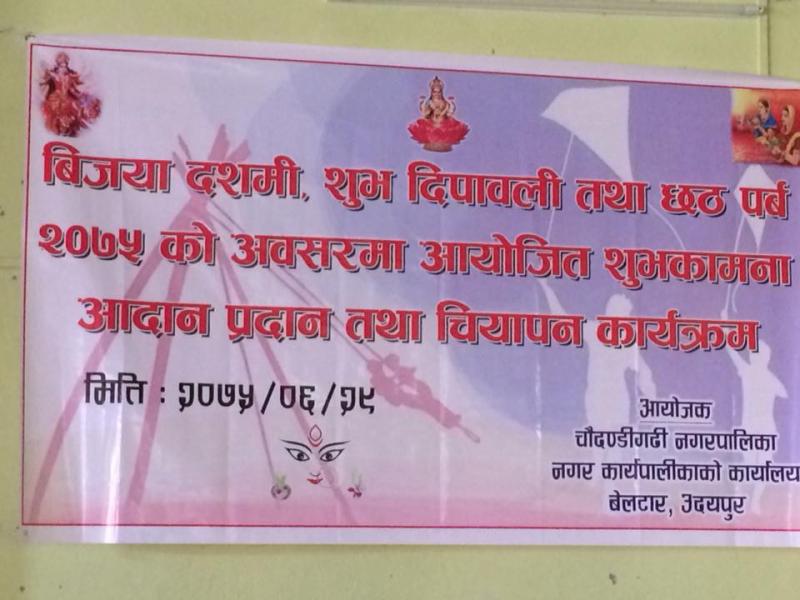 बिजया दशमी, शुभ दिपावली तथा छठ पर्ब
२०७५ को अवसरमा आयोजित शुभकामना
आदान प्रदान तथा चियापन कार्यक्रम
मिति : २०७५/०६/२९
आयोजक
चौदण्डीगढी नगरपालिका
नगर कार्यपालीकाको कार्यालय
बेलटार, उदयपुर